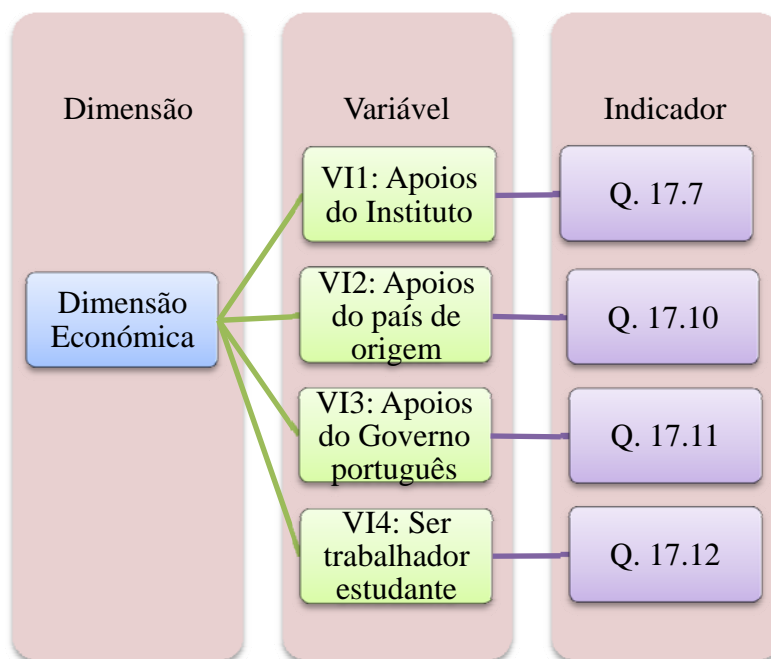 Dimensão
Variável
Indicador
Dimensão
Económica
VI1: Apoios
do Instituto
Q. 17.7
VI2: Apoios
do país de
origem
Q. 17.10
VI3: Apoios
do Governo
português
Q. 17.11
VI4: Ser
trabalhador
estudante
Q. 17.12